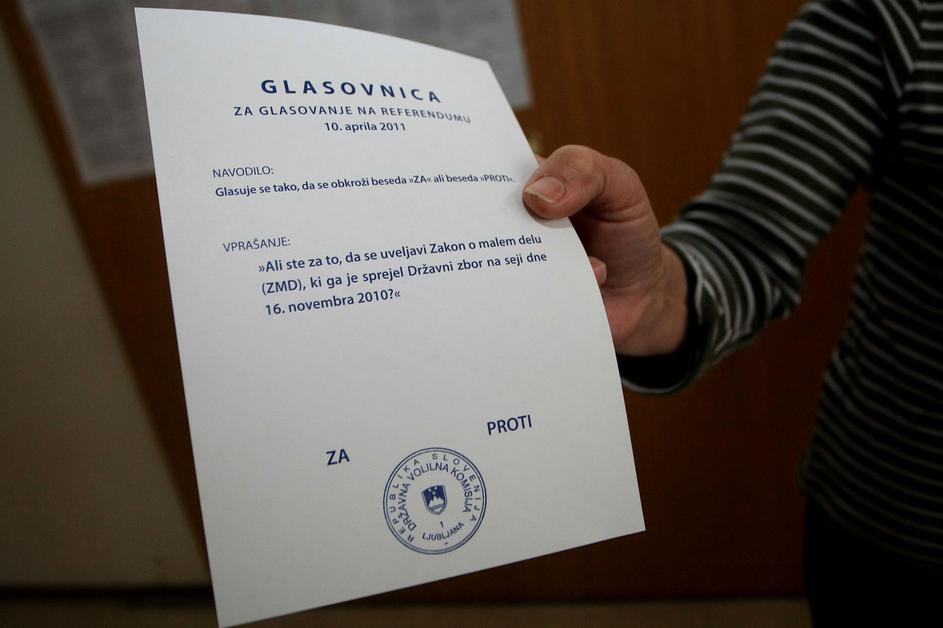 GLASOVNICA
ZA GLASOVANJE NA REFERENDUMU
10. aprila 2011
NAVODILO:
Glasuje se tako, da se obkroži beseda »ZA« ali beseda »PROTI«.
VPRAŠANJE:
»Ali ste za to, da se uveljavi Zakon o malem delu
(ZMD), ki ga je sprejel Državni zbor na seji dne
16. novembra 2010?«
ZA
PROTI
REPUBLIKA SLOVENIJA
DRŽAVNA VOLILNA KOMISIJA
1
LJUBLJANA